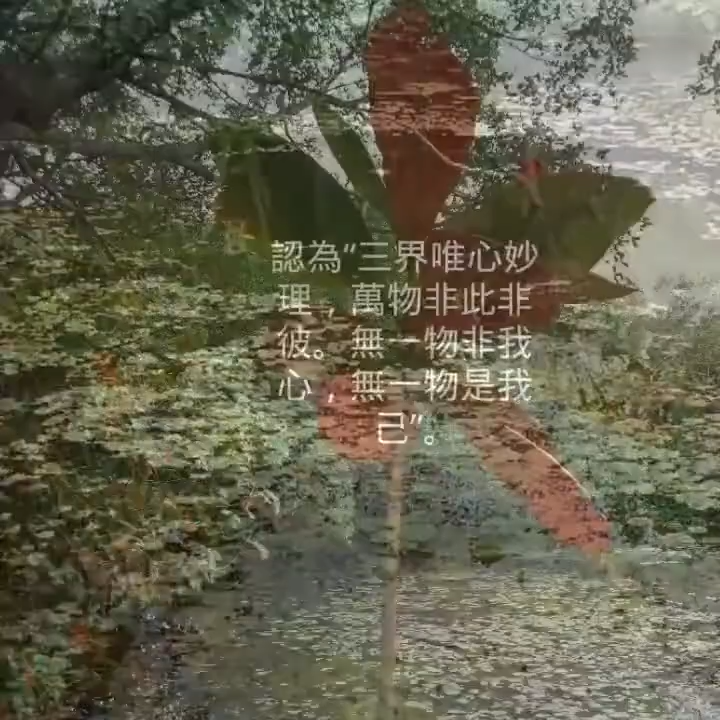 認為“三界唯心妙
理，萬物非此非
彼。無一物非我
心，無一物是我
己”。